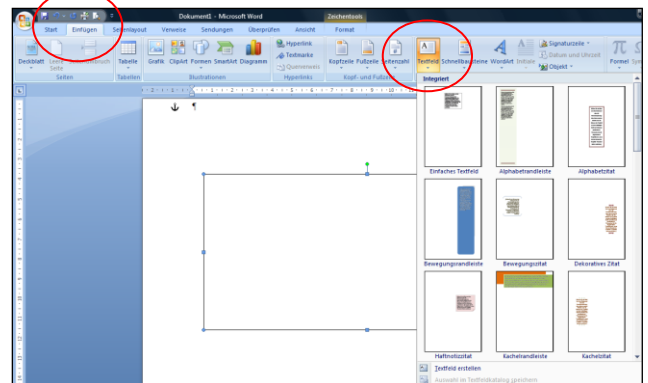 Dokument1 - Microsoft Word
Zeichentools
Start Einfügen Seitenlayout Verweise Sendungen Überprüfen Ansicht Format
Deckblatt Leere Seite
Tabelle
Grafik ClipArt Formen SmartArt Diagramm
Hyperlink
Textmarke
Querverweis
Kopfzeile Fußzeile Seitenzahl
Textfeld Schnellbausteine WordArt Initiale
Signaturzeile
Datum und Uhrzeit
Objekt
Formel
Seiten Tabellen Illustrationen Hyperlinks Kopf- und Fußzeile
Integriert
Einfaches Textfeld Alphabetrandleiste Alphabetzitat
Bewegungsrandleiste Bewegungszitat Dekoratives Zitat
Haftnotizzitat Kachelrandleiste Kachelzitat
Textfeld erstellen
Auswahl im Textfeldkatalog speichern